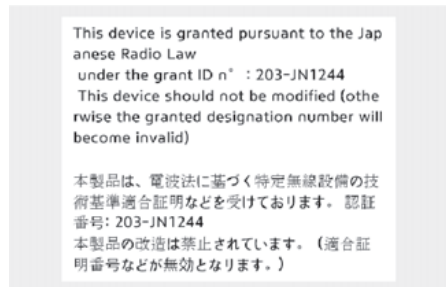 This device is granted pursuant to the Jap
anese Radio Law
under the grant ID n° : 203-JN1244
This device should not be modified (othe
rwise the granted designation number will
become invalid)
本製品は、電波法に基づく特定無線設備の技
術基準適合証明などを受けております。 認証
番号: 203-JN1244
本製品の改造は禁止されています。（適合証
明番号などが無効となります。）